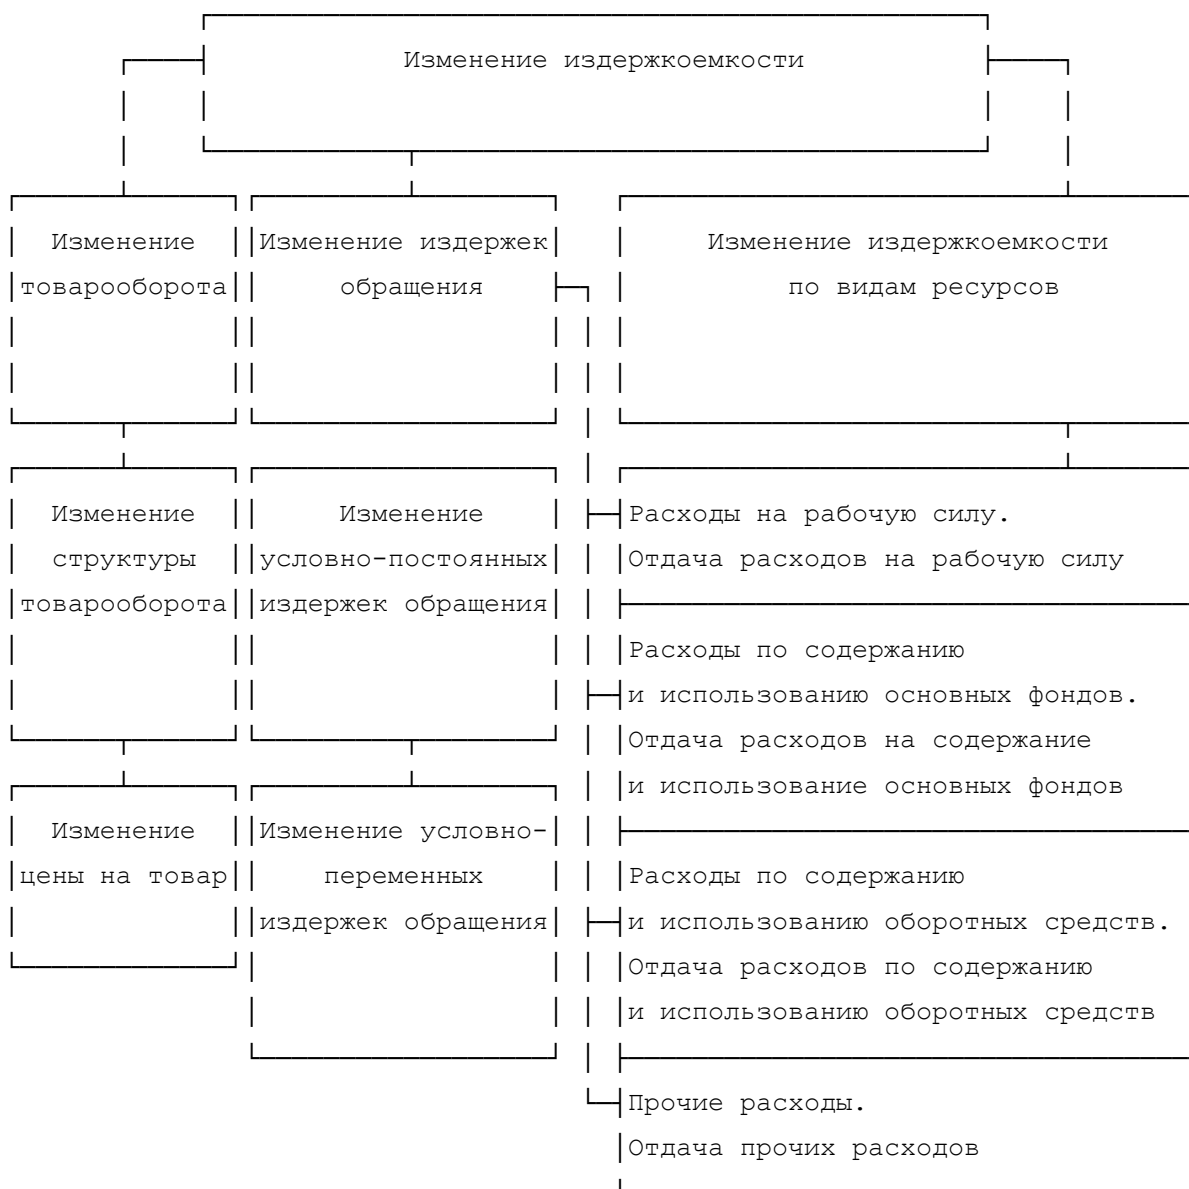 Изменение издержкоемкости
Изменение
товарооборота
Изменение издержек
обращения
Изменение издержкоемкости
по видам ресурсов
Изменение
структуры
товарооборота
Изменение
условно-постоянных
издержек обращения
Расходы на рабочую силу.
Отдача расходов на рабочую силу
Расходы по содержанию
и использованию основных фондов.
Отдача расходов на содержание
и использование основных фондов
Изменение
цены на товар
Изменение условно-
переменных
издержек обращения
Расходы по содержанию
и использованию оборотных средств.
Отдача расходов по содержанию
и использованию оборотных средств
Прочие расходы.
Отдача прочих расходов